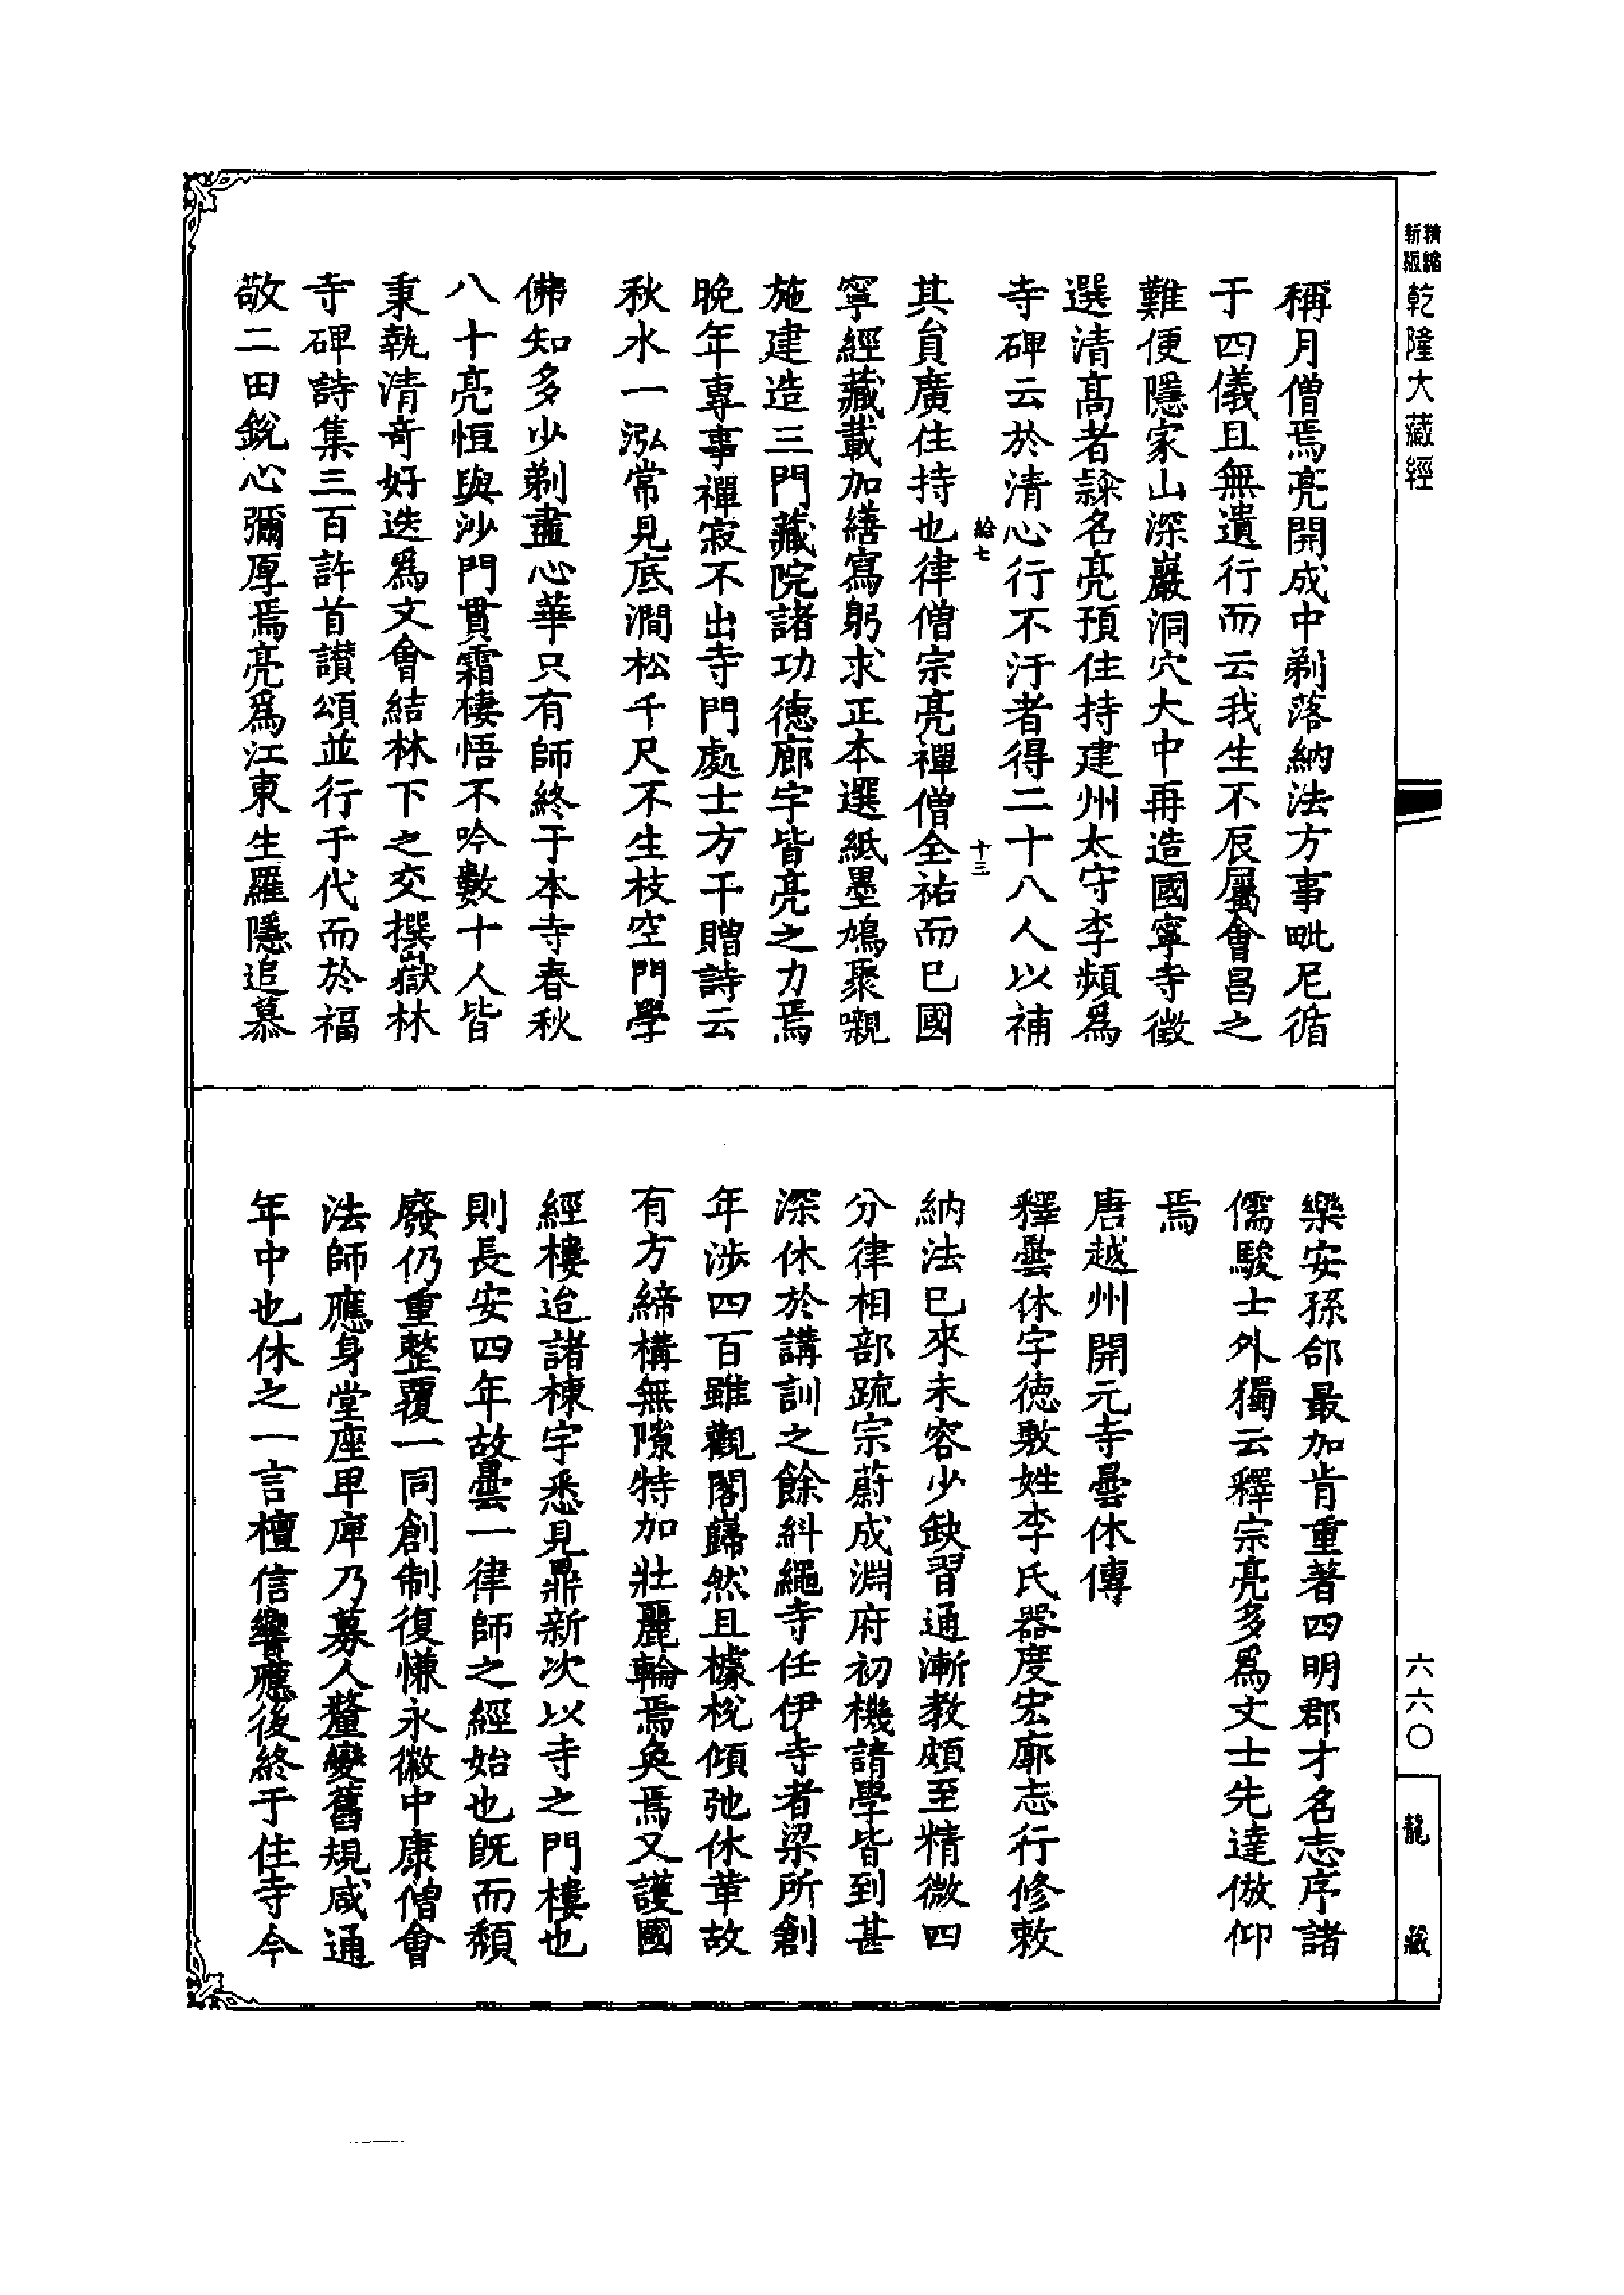 精縮新版乾隆大藏經
稱月僧焉亮開成中剃落納法方事毗尼循
于四儀且無遺行而云我生不辰屬會昌之
難便隱家山深巖洞穴大中再造國寧寺徵
選清高者隸名亮預住持建州太守李頻爲
寺碑云於清心行不汙者得二十八人以補
給七
十三
其貟廣住持也律僧宗亮禪僧全祐而已國
寧經藏載加繕寫躬求正本選紙墨鳩聚嚫
施建造三門藏院諸功德廊宇皆亮之力焉
晚年專事禪寂不出寺門處士方干贈詩云
秋水一泓常見底澗松千尺不生枝空門學
佛知多少剃盡心華只有師終于本寺春秋
八十亮恒與沙門貫霜棲悟不吟數十人皆
秉執清奇好迭爲文會結林下之交撰嶽林
寺碑詩集三百許首讚頌並行于代而於福
敬二田銳心彌厚焉亮爲江東生羅隱追慕
樂安孫郃最加肯重著四明郡才名志序諸
儒駿士外獨云釋宗亮多爲文士先達倣仰
焉
唐越州開元寺曇休傳
釋曇休字德敷姓李氏器度宏廓志行修敕
納法巳來未容少缺習通漸教頗至精微四
分律相部疏宗蔚成淵府初機請學皆到甚
深休於講訓之餘糾繩寺任伊寺者梁所創
年涉四百雖觀閣巋然且櫞梲傾弛休葺故
有方締構無隙特加壯麗輪焉奐焉又護國
經樓迨諸棟宇悉見鼎新次以寺之門樓也
則長安四年故曇一律師之經始也旣而頹
廢仍重整覆一同創制復慊永徽中康僧會
法師應身堂座卑庳乃募人釐變舊規咸通
年中也休之一言檀信響應後終于住寺今
六六〇
龍藏